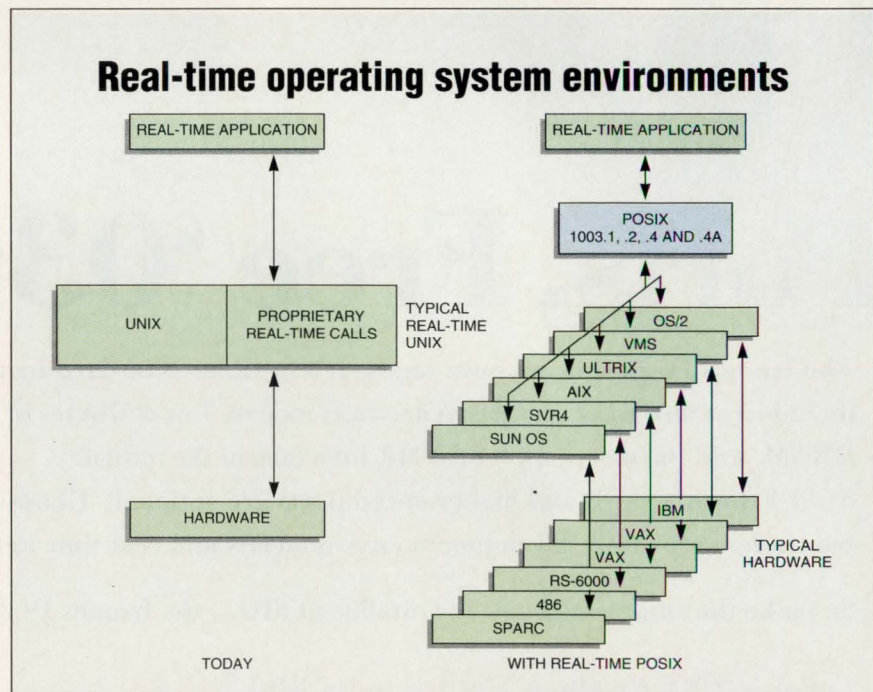 Real-time operating system environments
REAL-TIME APPLICATION
UNIX
PROPRIETARY
REAL-TIME CALLS
TYPICAL
REAL-TIME
UNIX
HARDWARE
TODAY
REAL-TIME APPLICATION
POSIX
1003.1, .2, .4 AND .4A
OS/2
VMS
ULTRIX
AIX
SVR4
SUN OS
IBM
VAX
VAX
RS-6000
486
SPARC
TYPICAL
HARDWARE
WITH REAL-TIME POSIX